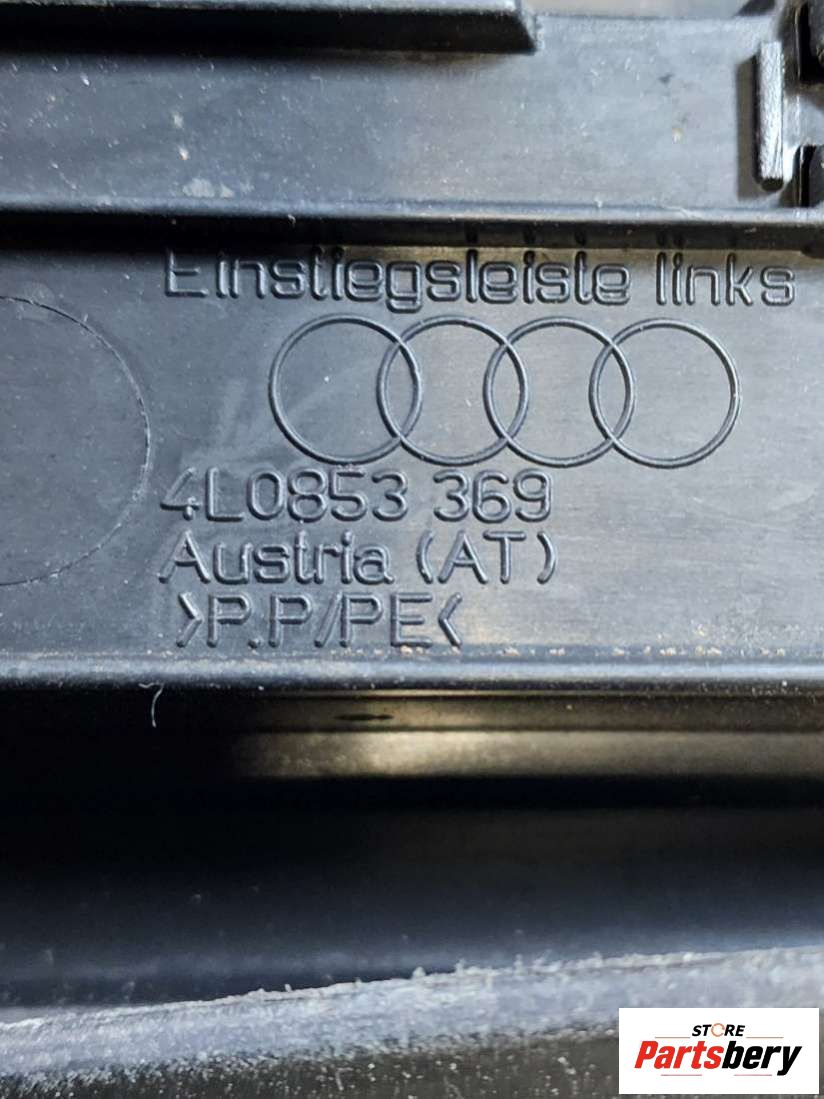 Einstiegsleiste links
4L0853 369
Austria (AT)
>P.P/PE<
STORE
Partsbery